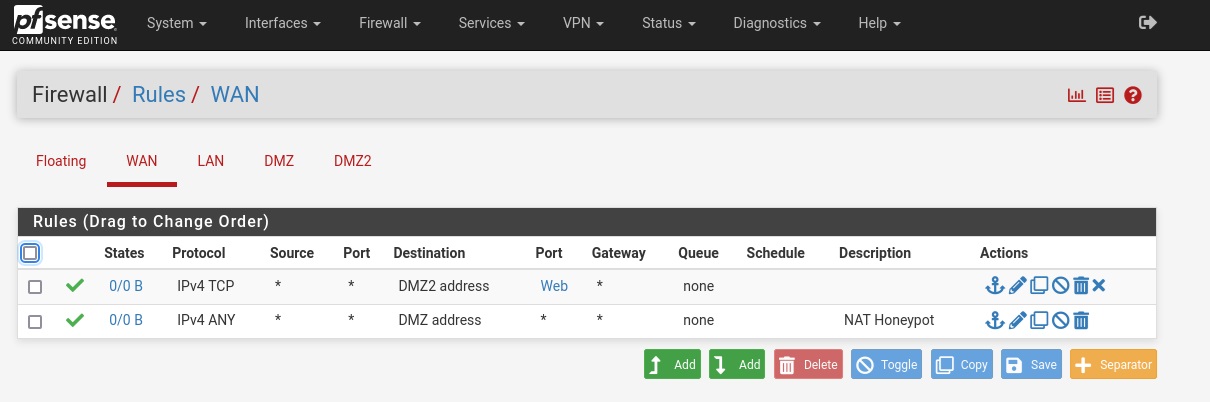 pfsense
COMMUNITY EDITION
System Interfaces Firewall Services VPN Status Diagnostics Help
Firewall / Rules / WAN
Floating WAN LAN DMZ DMZ2
Rules (Drag to Change Order)
States Protocol Source Port Destination Port Gateway Queue Schedule Description Actions
0/0 B IPv4 TCP * * DMZ2 address Web * none
0/0 B IPv4 ANY * * DMZ address * * none NAT Honeypot
Add Add Delete Toggle Copy Save Separator